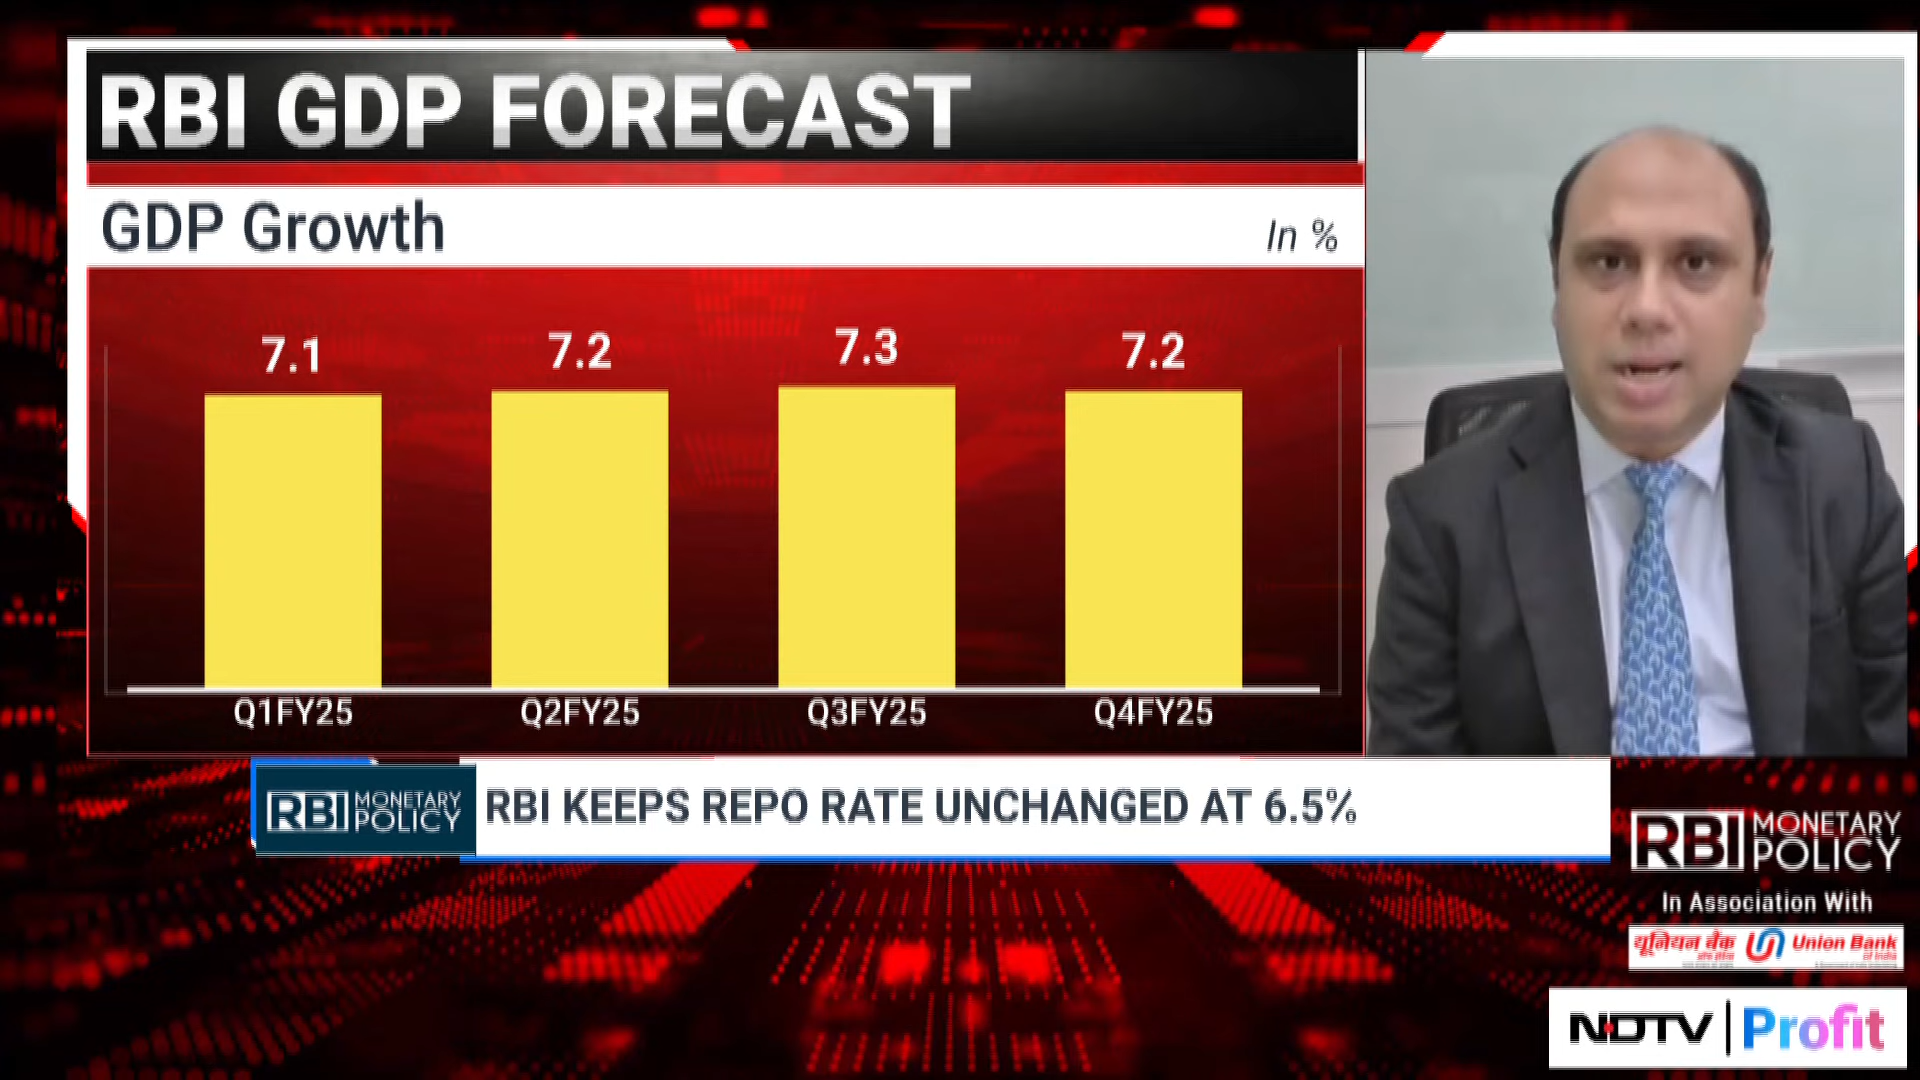 RBI GDP FORECAST
GDP Growth
In %
7.1
7.2
7.3
7.2
Q1FY25
Q2FY25
Q3FY25
Q4FY25
RBI MONETARY POLICY
RBI KEEPS REPO RATE UNCHANGED AT 6.5%
RBI MONETARY POLICY
In Association With
यूनियन बैंक
Union Bank
of India
NDTV Profit